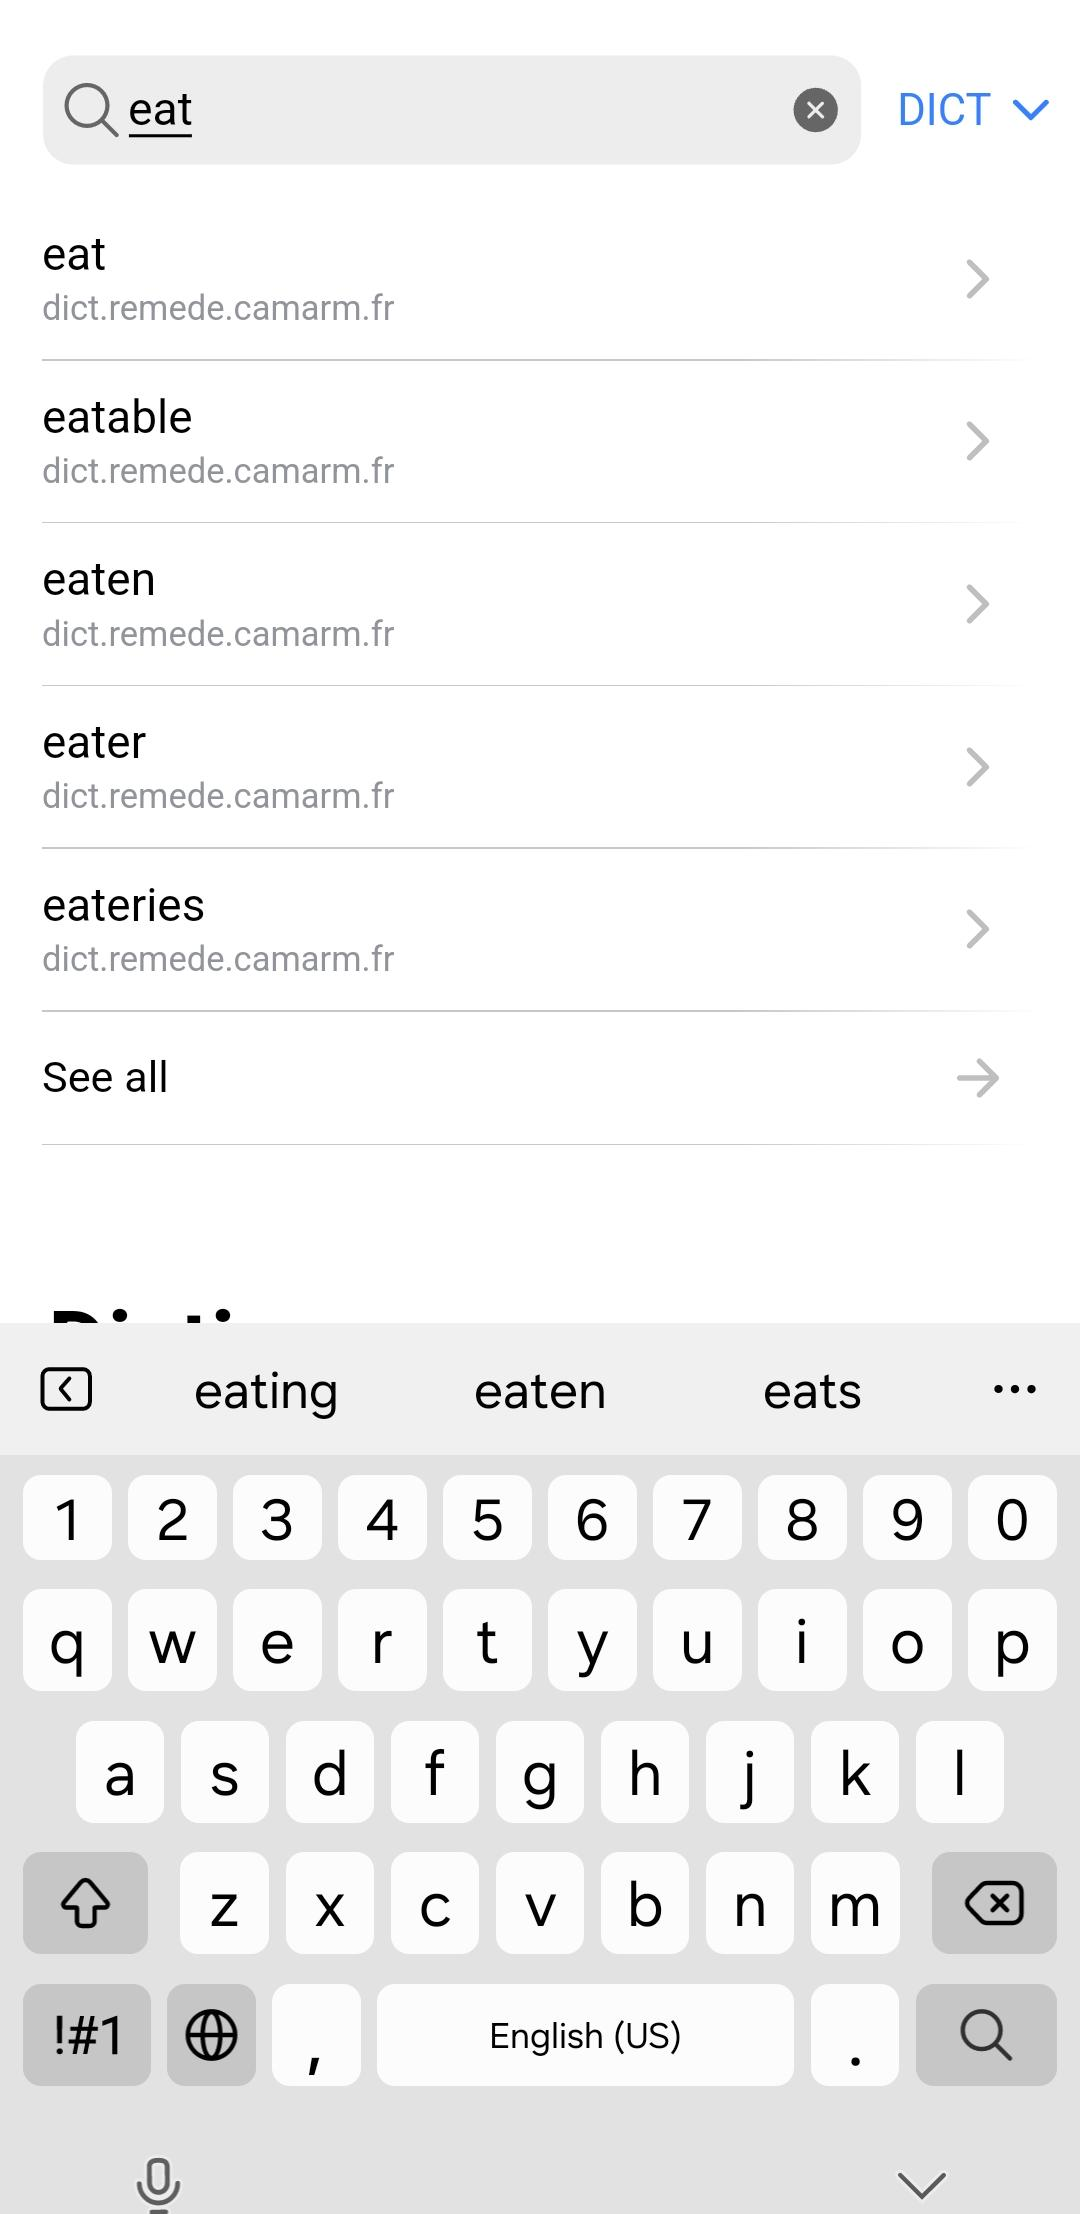 eat
DICT
eat
dict.remede.camarm.fr
eatable
dict.remede.camarm.fr
eaten
dict.remede.camarm.fr
eater
dict.remede.camarm.fr
eateries
dict.remede.camarm.fr
See all
eating eaten eats
1 2 3 4 5 6 7 8 9 0
q w e r t y u i o p
a s d f g h j k l
z x c v b n m
!#1 , English (US) .